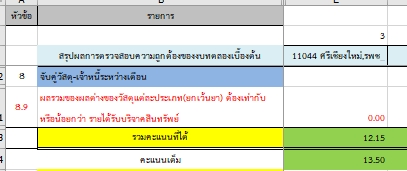 A E
หัวข้อ รายการ
3
สรุปผลการตรวจสอบความถูกต้องของงบทดลองเบื้องต้น 11044 ศรีเชียงใหม่,รพช.
2 8 จับคู่วัสดุ-เจ้าหนี้ระหว่างเดือน
8.9 ผลรวมของผลต่างของวัสดุแต่ละประเภท(ยกเว้นยา) ต้องเท่ากับ
หรือน้อยกว่า รายได้รับบริจาคสินทรัพย์ 0.00
3 รวมคะแนนที่ได้ 12.15
4 คะแนนเต็ม 13.50